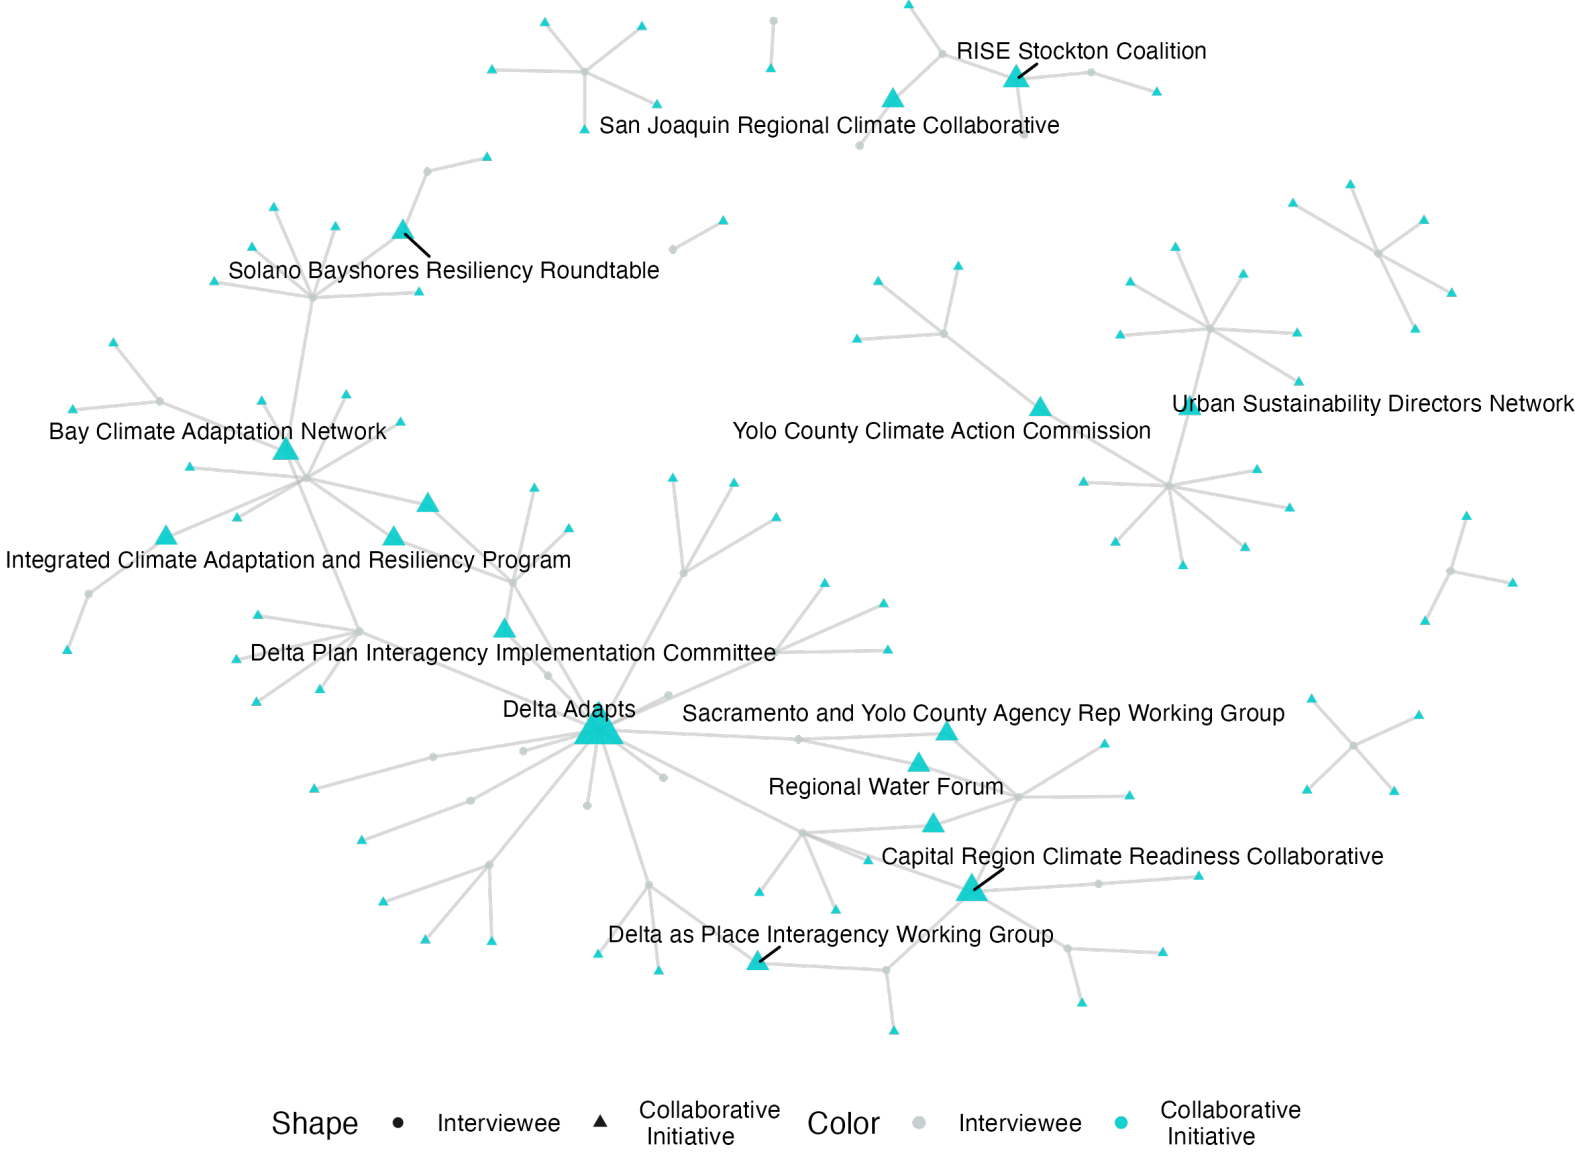 RISE Stockton Coalition
San Joaquin Regional Climate Collaborative
Solano Bayshores Resiliency Roundtable
Urban Sustainability Directors Network
Bay Climate Adaptation Network
Yolo County Climate Action Commission
Integrated Climate Adaptation and Resiliency Program
Delta Plan Interagency Implementation Committee
Delta Adapts
Sacramento and Yolo County Agency Rep Working Group
Regional Water Forum
Capital Region Climate Readiness Collaborative
Delta as Place Interagency Working Group
Shape
Interviewee
Collaborative
Initiative
Color
Interviewee
Collaborative
Initiative